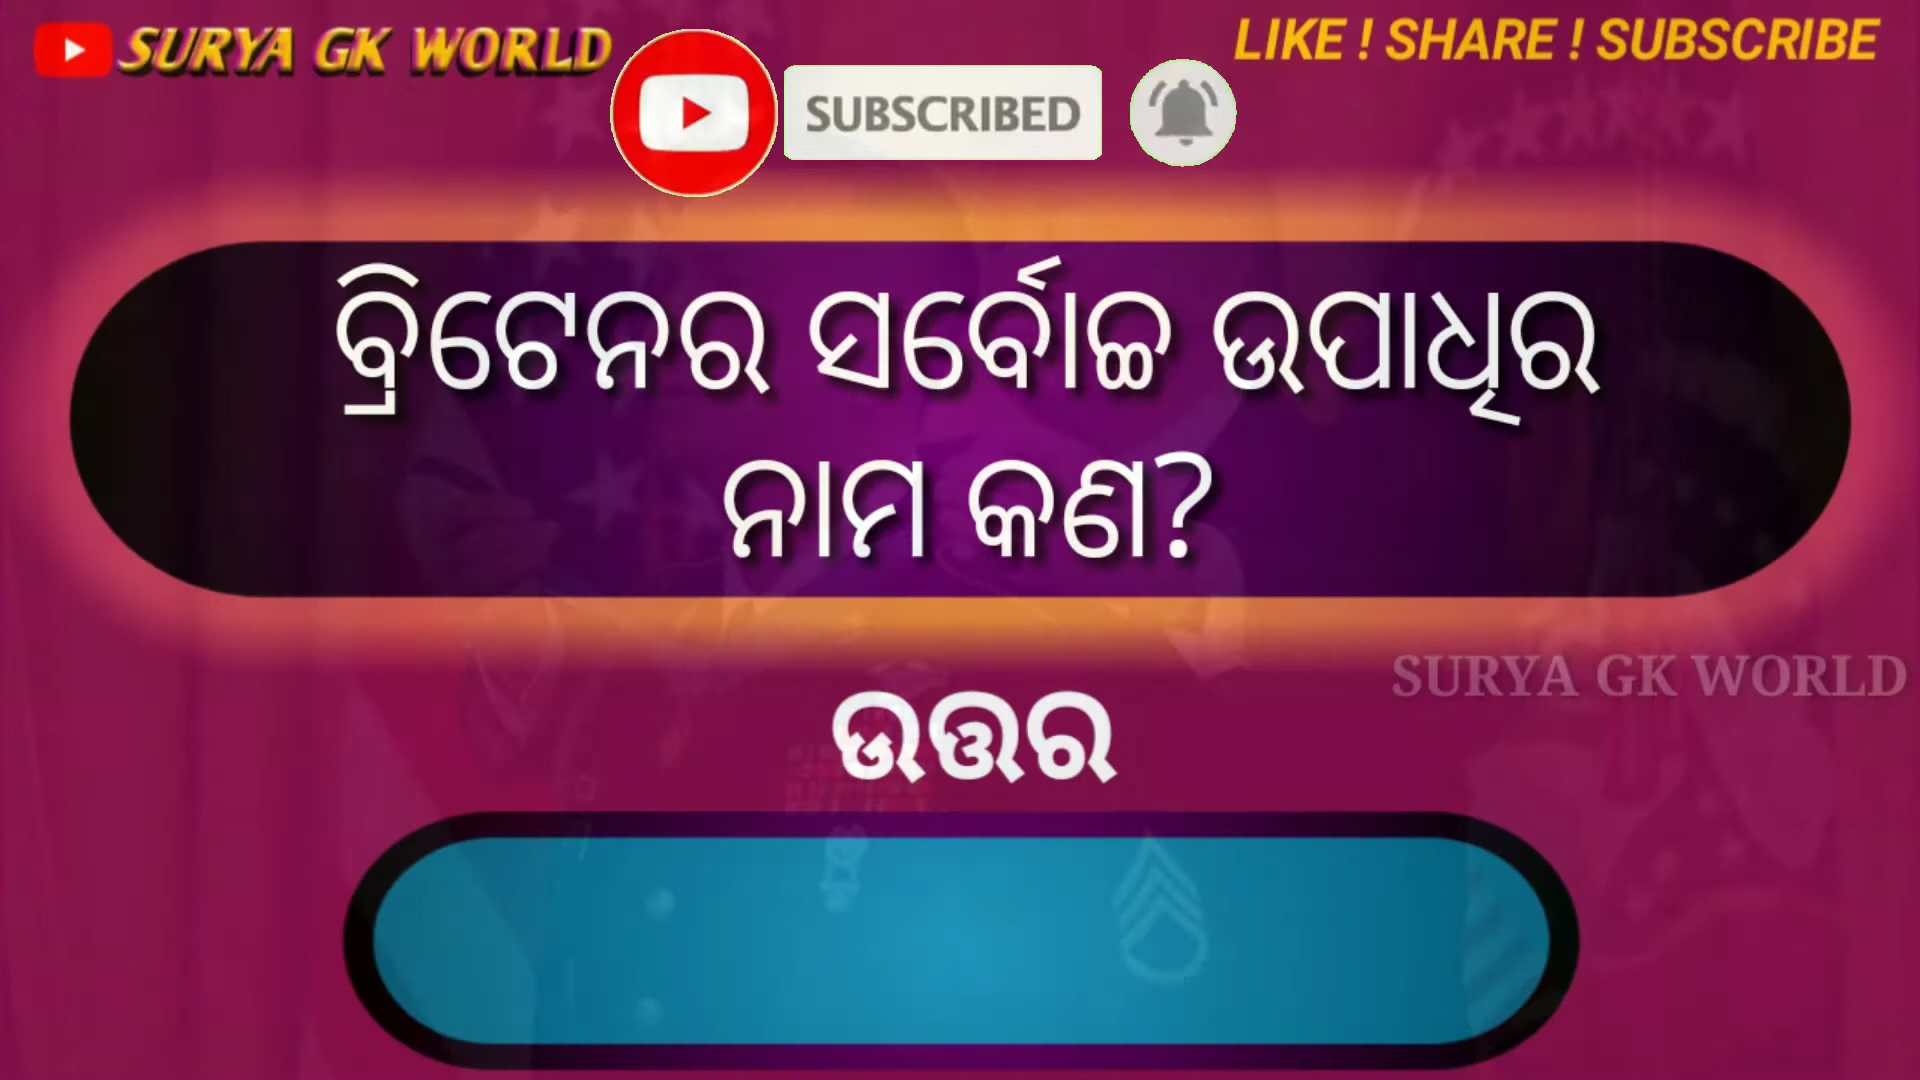 SURYA GK WORLD
LIKE ! SHARE ! SUBSCRIBE
SUBSCRIBED
ବ୍ରିଟେନର ସର୍ବୋଚ୍ଚ ଉପାଧିର
ନାମ କଣ?
SURYA GK WORLD
ଉତ୍ତର